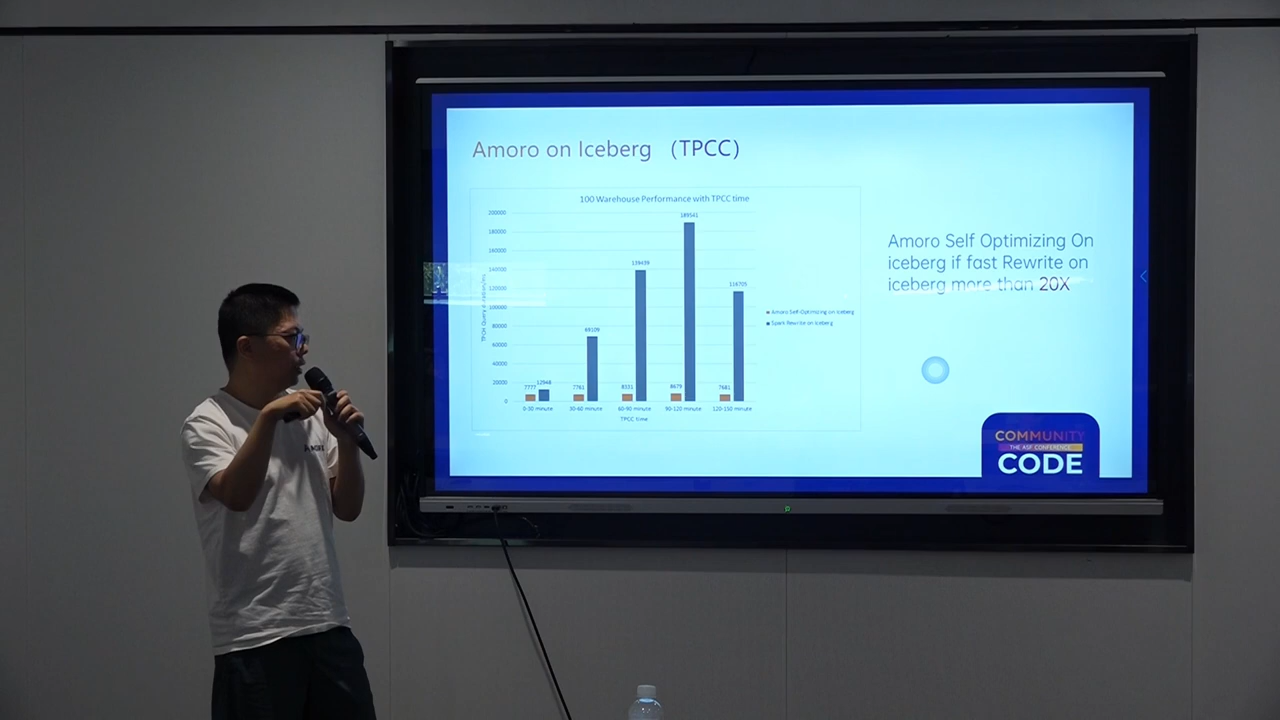 Amoro on Iceberg (TPCC)
100 Warehouse Performance with TPCC time
200000
180000
160000
140000
120000
100000
80000
60000
40000
20000
0
7777
12948
7761
69109
8331
139439
8679
189541
7681
116705
0-30 minute
30-60 minute
60-90 minute
90-120 minute
120-150 minute
TPCC time
Amoro Self-Optimizing on Iceberg
Spark Rewrite on Iceberg
Amoro Self Optimizing On
iceberg if fast Rewrite on
iceberg more than 20X
COMMUNITY
THE ASF CONFERENCE
CODE